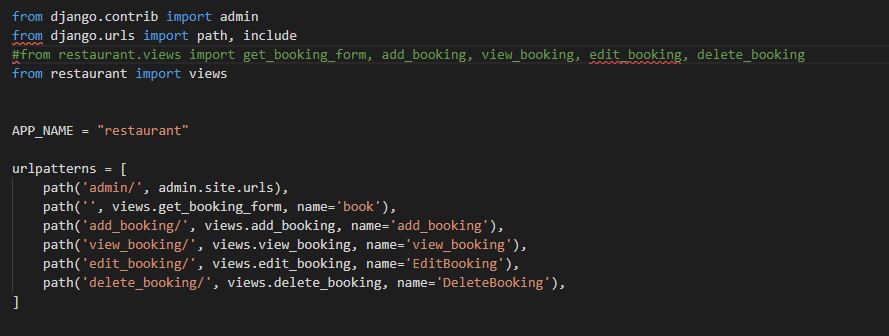 from django.contrib import admin
from django.urls import path, include
#from restaurant.views import get_booking_form, add_booking, view_booking, edit_booking, delete_booking
from restaurant import views
APP_NAME = "restaurant"
urlpatterns = [
    path('admin/', admin.site.urls),
    path('', views.get_booking_form, name='book'),
    path('add_booking/', views.add_booking, name='add_booking'),
    path('view_booking/', views.view_booking, name='view_booking'),
    path('edit_booking/', views.edit_booking, name='EditBooking'),
    path('delete_booking/', views.delete_booking, name='DeleteBooking'),
]